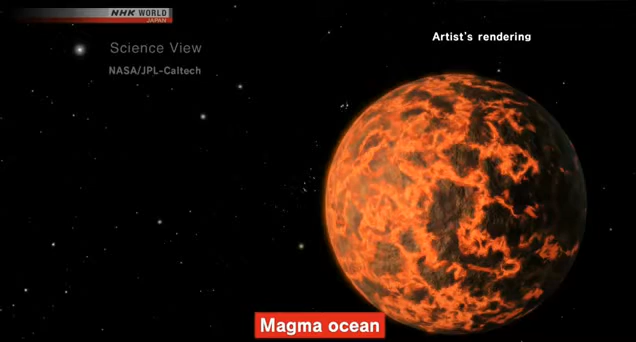 NHK WORLD
JAPAN
Science View
NASA/JPL-Caltech
Artist's rendering
Magma ocean